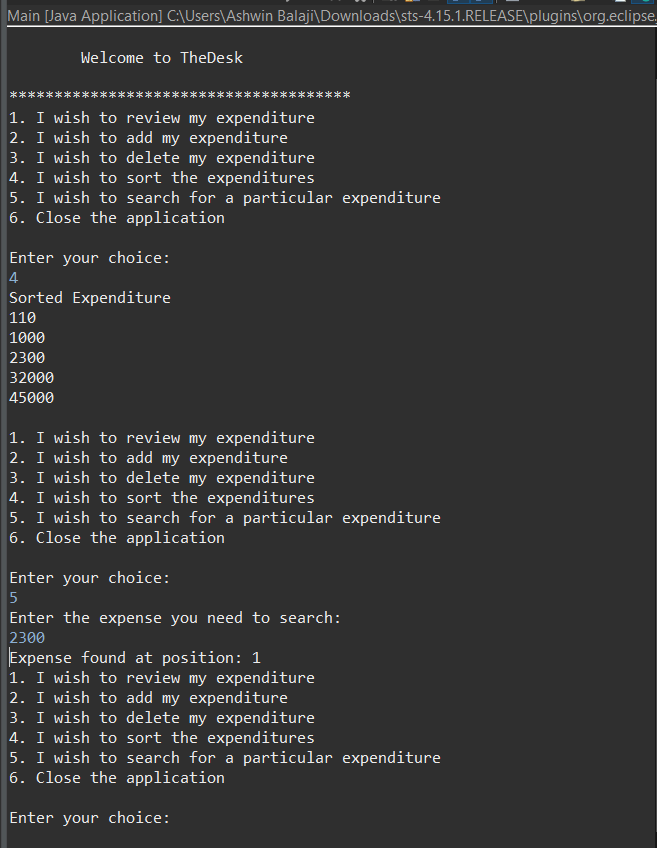 Main [Java Application] C:\Users\Ashwin Balaji\Downloads\sts-4.15.1.RELEASE\plugins\org.eclipse.
Welcome to TheDesk
**************************************
1. I wish to review my expenditure
2. I wish to add my expenditure
3. I wish to delete my expenditure
4. I wish to sort the expenditures
5. I wish to search for a particular expenditure
6. Close the application
Enter your choice:
4
Sorted Expenditure
110
1000
2300
32000
45000
1. I wish to review my expenditure
2. I wish to add my expenditure
3. I wish to delete my expenditure
4. I wish to sort the expenditures
5. I wish to search for a particular expenditure
6. Close the application
Enter your choice:
5
Enter the expense you need to search:
2300
Expense found at position: 1
1. I wish to review my expenditure
2. I wish to add my expenditure
3. I wish to delete my expenditure
4. I wish to sort the expenditures
5. I wish to search for a particular expenditure
6. Close the application
Enter your choice: